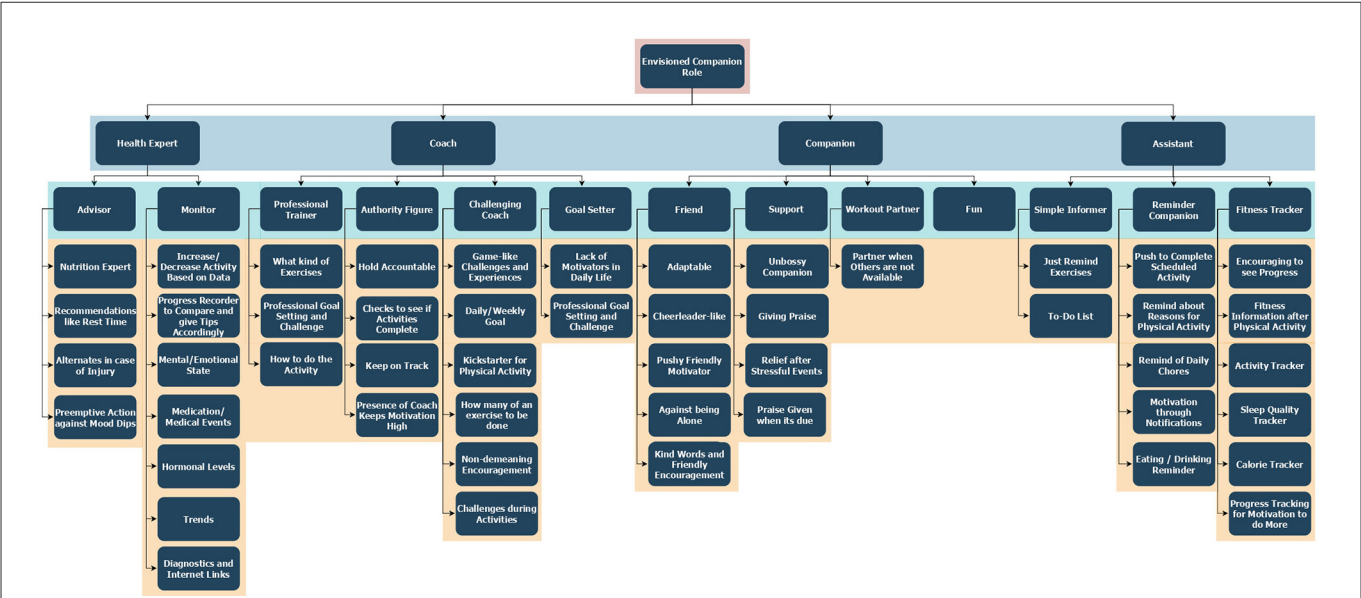 Envisioned Companion
Role
Health Expert
Coach
Companion
Assistant
Advisor
Monitor
Professional
Trainer
Authority Figure
Challenging
Coach
Goal Setter
Friend
Support
Workout Partner
Fun
Simple Informer
Reminder
Companion
Fitness Tracker
Nutrition Expert
Recommendations
like Rest Time
Alternates in case
of Injury
Preemptive Action
against Mood Dips
Increase/
Decrease Activity
Based on Data
Progress Recorder
to Compare and
give Tips
Accordingly
Mental/Emotional
State
Medication/
Medical Events
Hormonal Levels
Trends
Diagnostics and
Internet Links
What kind of
Exercises
Professional Goal
Setting and
Challenge
How to do the
Activity
Hold Accountable
Checks to see if
Activities
Complete
Keep on Track
Presence of Coach
Keeps Motivation
High
Game-like
Challenges and
Experiences
Daily/Weekly
Goal
Kickstarter for
Physical Activity
How many of an
exercise to be
done
Non-demeaning
Encouragement
Challenges during
Activities
Lack of
Motivators in
Daily Life
Professional Goal
Setting and
Challenge
Adaptable
Cheerleader-like
Pushy Friendly
Motivator
Against being
Alone
Kind Words and
Friendly
Encouragement
Unbossy
Companion
Giving Praise
Relief after
Stressful Events
Praise Given
when its due
Partner when
Others are not
Available
Just Remind
Exercises
To-Do List
Push to Complete
Scheduled
Activity
Remind about
Reasons for
Physical Activity
Remind of Daily
Chores
Motivation
through
Notifications
Eating / Drinking
Reminder
Encouraging to
see Progress
Fitness
Information after
Physical Activity
Activity Tracker
Sleep Quality
Tracker
Calorie Tracker
Progress Tracking
for Motivation to
do More